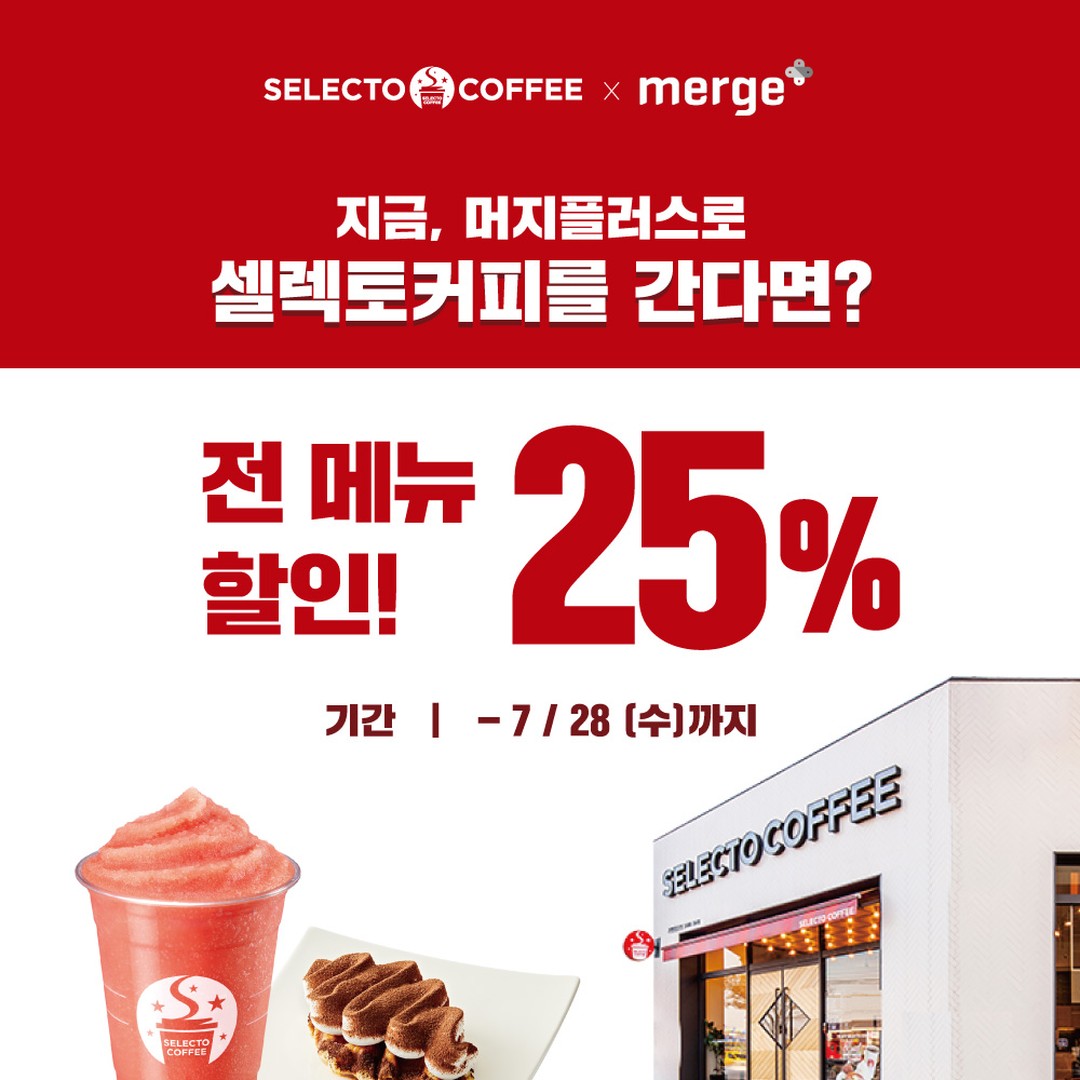 SELECTO COFFEE × merge
지금, 머지플러스로
셀렉토커피를 간다면?
전 메뉴
할인!
25%
기간 | – 7 / 28 (수)까지
SELECTO COFFEE
SELECTO COFFEE
SELECTO
COFFEE